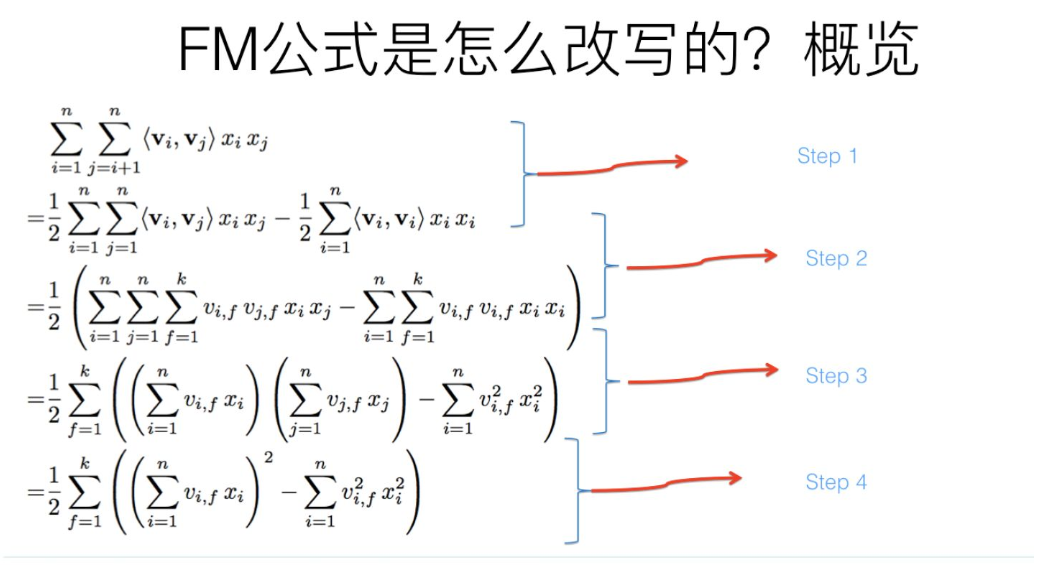 FM公式是怎么改写的？概览
$\sum_{i=1}^{n} \sum_{j=i+1}^{n} \langle \mathbf{v}_i, \mathbf{v}_j \rangle x_i x_j$
Step 1
$= \frac{1}{2} \sum_{i=1}^{n} \sum_{j=1}^{n} \langle \mathbf{v}_i, \mathbf{v}_j \rangle x_i x_j - \frac{1}{2} \sum_{i=1}^{n} \langle \mathbf{v}_i, \mathbf{v}_i \rangle x_i x_i$
Step 2
$= \frac{1}{2} \left( \sum_{i=1}^{n} \sum_{j=1}^{n} \sum_{f=1}^{k} v_{i,f} v_{j,f} x_i x_j - \sum_{i=1}^{n} \sum_{f=1}^{k} v_{i,f} v_{i,f} x_i x_i \right)$
Step 3
$= \frac{1}{2} \sum_{f=1}^{k} \left( \left( \sum_{i=1}^{n} v_{i,f} x_i \right) \left( \sum_{j=1}^{n} v_{j,f} x_j \right) - \sum_{i=1}^{n} v_{i,f}^2 x_i^2 \right)$
Step 4
$= \frac{1}{2} \sum_{f=1}^{k} \left( \left( \sum_{i=1}^{n} v_{i,f} x_i \right)^2 - \sum_{i=1}^{n} v_{i,f}^2 x_i^2 \right)$